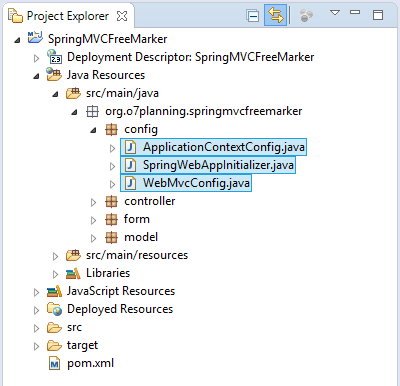 Project Explorer
SpringMVCFreeMarker
Deployment Descriptor: SpringMVCFreeMarker
Java Resources
src/main/java
org.o7planning.springmvcfreemarker
config
ApplicationContextConfig.java
SpringWebAppInitializer.java
WebMvcConfig.java
controller
form
model
src/main/resources
Libraries
JavaScript Resources
Deployed Resources
src
target
pom.xml